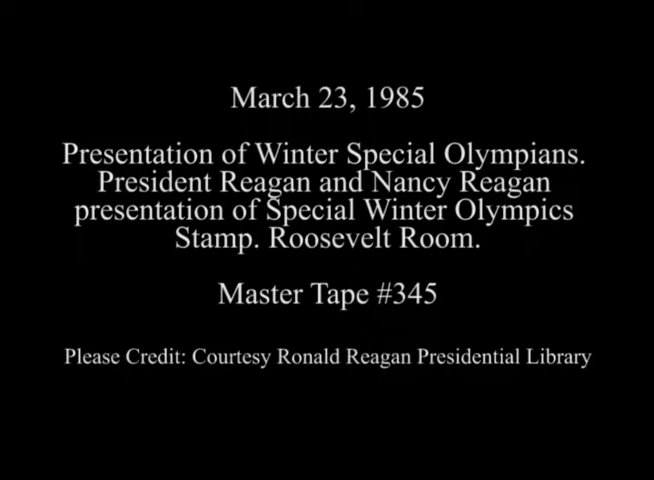 March 23, 1985
Presentation of Winter Special Olympians.
President Reagan and Nancy Reagan
presentation of Special Winter Olympics
Stamp. Roosevelt Room.
Master Tape #345
Please Credit: Courtesy Ronald Reagan Presidential Library